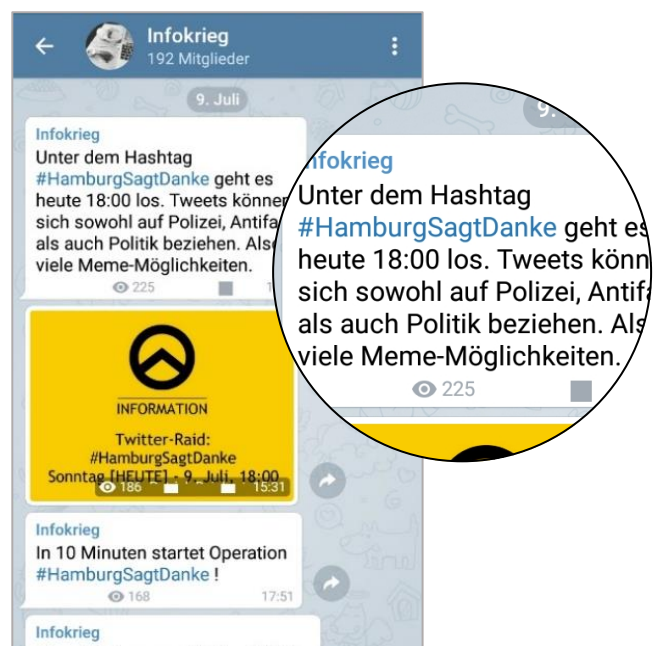 Infokrieg
192 Mitglieder
9. Juli
Infokrieg
Unter dem Hashtag
#HamburgSagtDanke geht es
heute 18:00 los. Tweets können
sich sowohl auf Polizei, Antifa
als auch Politik beziehen. Also
viele Meme-Möglichkeiten.
225
INFORMATION
Twitter-Raid:
#HamburgSagtDanke
Sonntag [HEUTE] - 9. Juli, 18:00
186 15:31
Infokrieg
In 10 Minuten startet Operation
#HamburgSagtDanke !
168 17:51
Infokrieg
9.
nfokrieg
Unter dem Hashtag
#HamburgSagtDanke geht es
heute 18:00 los. Tweets könn
sich sowohl auf Polizei, Antifa
als auch Politik beziehen. Als
viele Meme-Möglichkeiten.
225